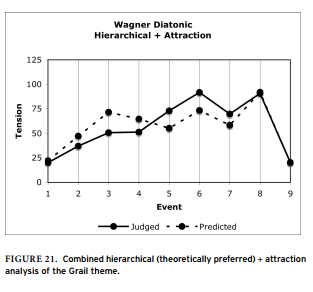 Wagner Diatonic
Hierarchical + Attraction
125
100
75
50
25
0
Tension
1 2 3 4 5 6 7 8 9
Event
Judged Predicted
FIGURE 21. Combined hierarchical (theoretically preferred) + attraction
analysis of the Grail theme.